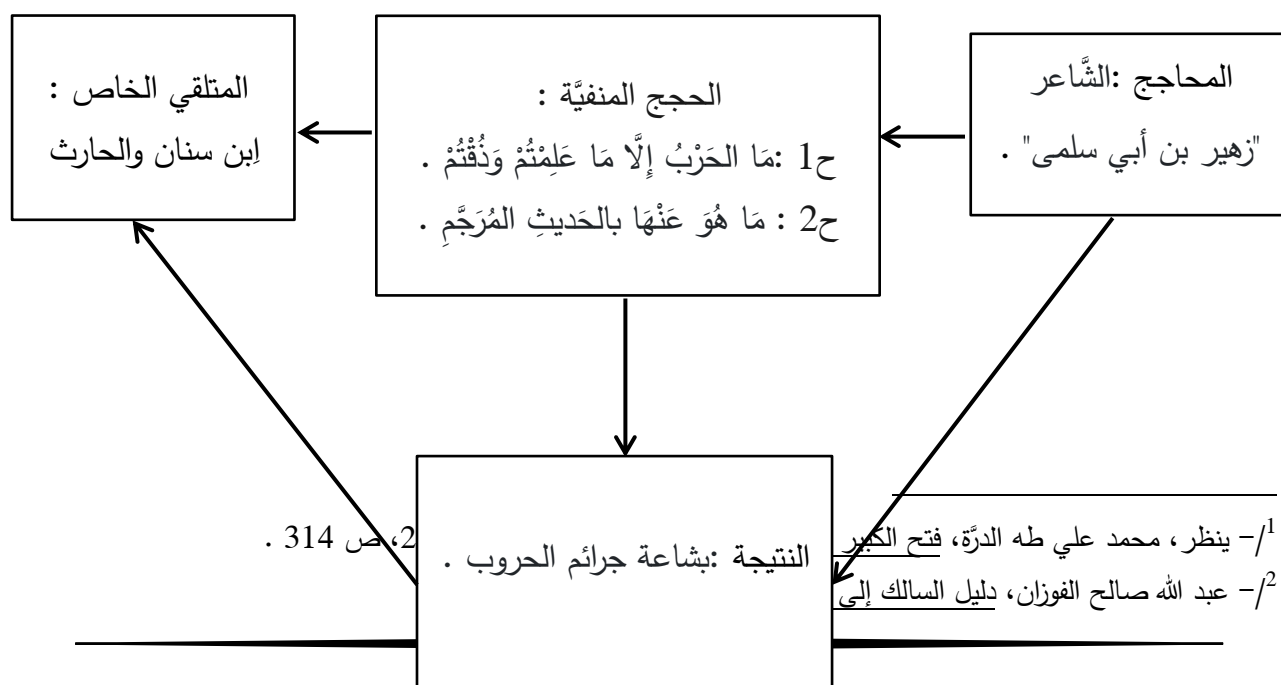 المحاجج :الشَّاعر
"زهير بن أبي سلمى" .
الحجج المنفيَّة :
ح1 :مَا الحَرْبُ إِلَّا مَا عَلِمْتُمْ وَذُقْتُمْ .
ح2 : مَا هُوَ عَنْهَا بالحَديثِ المُرَجَّمِ .
المتلقي الخاص :
اِبن سنان والحارث
النتيجة :بشاعة جرائم الحروب .
1/- ينظر، محمد علي طه الدرَّة، فتح الكبير 2، ص 314 .
2/- عبد الله صالح الفوزان، دليل السالك إلى